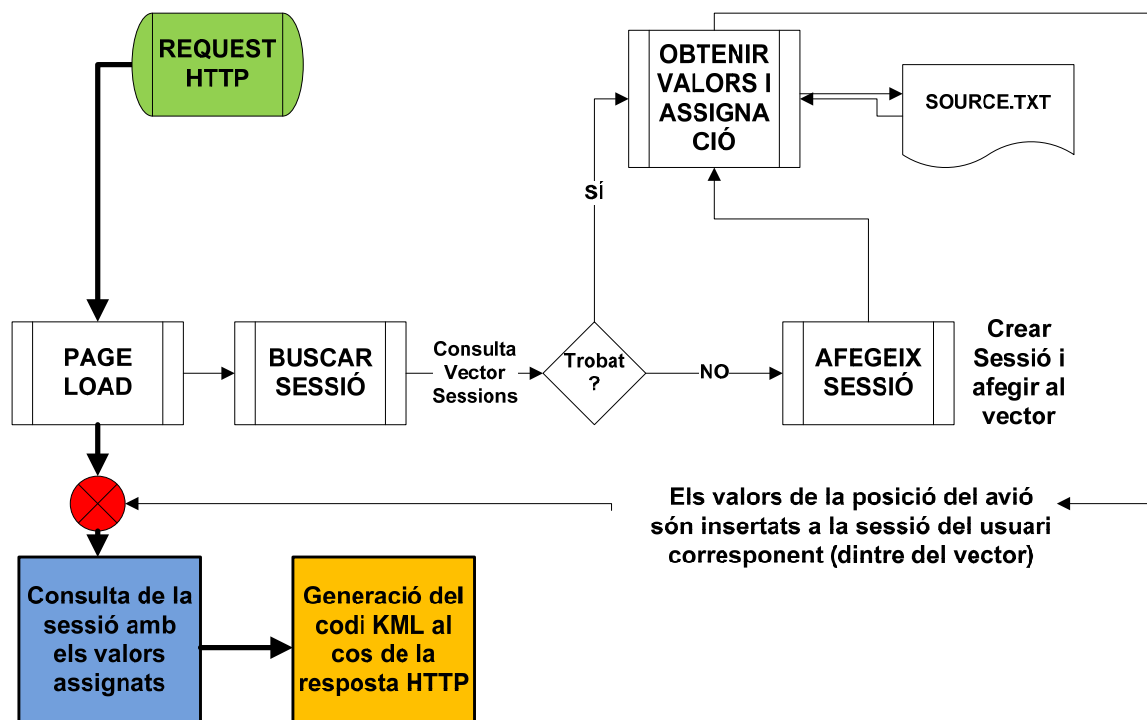 REQUEST
HTTP
OBTENIR
VALORS I
ASSIGNA
CIÓ
SOURCE.TXT
SÍ
PAGE
LOAD
BUSCAR
SESSIÓ
Consulta
Vector
Sessions
Trobat
?
NO
AFEGEIX
SESSIÓ
Crear
Sessió i
afegir al
vector
Els valors de la posició del avió
són insertats a la sessió del usuari
corresponent (dintre del vector)
Consulta de la
sessió amb
els valors
assignats
Generació del
codi KML al
cos de la
resposta HTTP